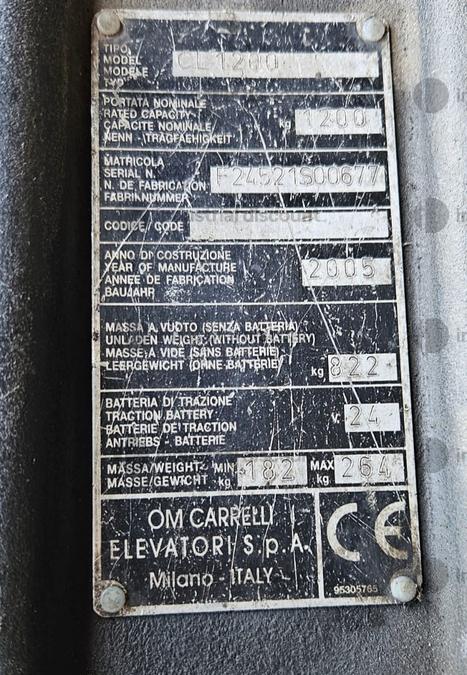 TIPO
MODEL CL1200
MODELE
TYP
PORTATA NOMINALE
RATED CAPACITY kg 1200
CAPACITE NOMINALE
NENN - TRAGFAEHIGKEIT
MATRICOLA
SERIAL N. F24521S00677
N. DE FABRICATION
FABRIKNUMMER
CODICE/CODE
ANNO DI COSTRUZIONE
YEAR OF MANUFACTURE 2005
ANNEE DE FABRICATION
BAUJAHR
MASSA A VUOTO (SENZA BATTERIA)
UNLADEN WEIGHT (WITHOUT BATTERY)
MASSE A VIDE (SANS BATTERIE)
LEERGEWICHT (OHNE BATTERIE) kg 822
BATTERIA DI TRAZIONE
TRACTION BATTERY V 24
BATTERIE DE TRACTION
ANTRIEBS - BATTERIE
MASSA/WEIGHT MIN 182 MAX 264
MASSE/GEWICHT kg kg
OM CARRELLI
ELEVATORI S.p.A.
Milano - ITALY
CE
95305765